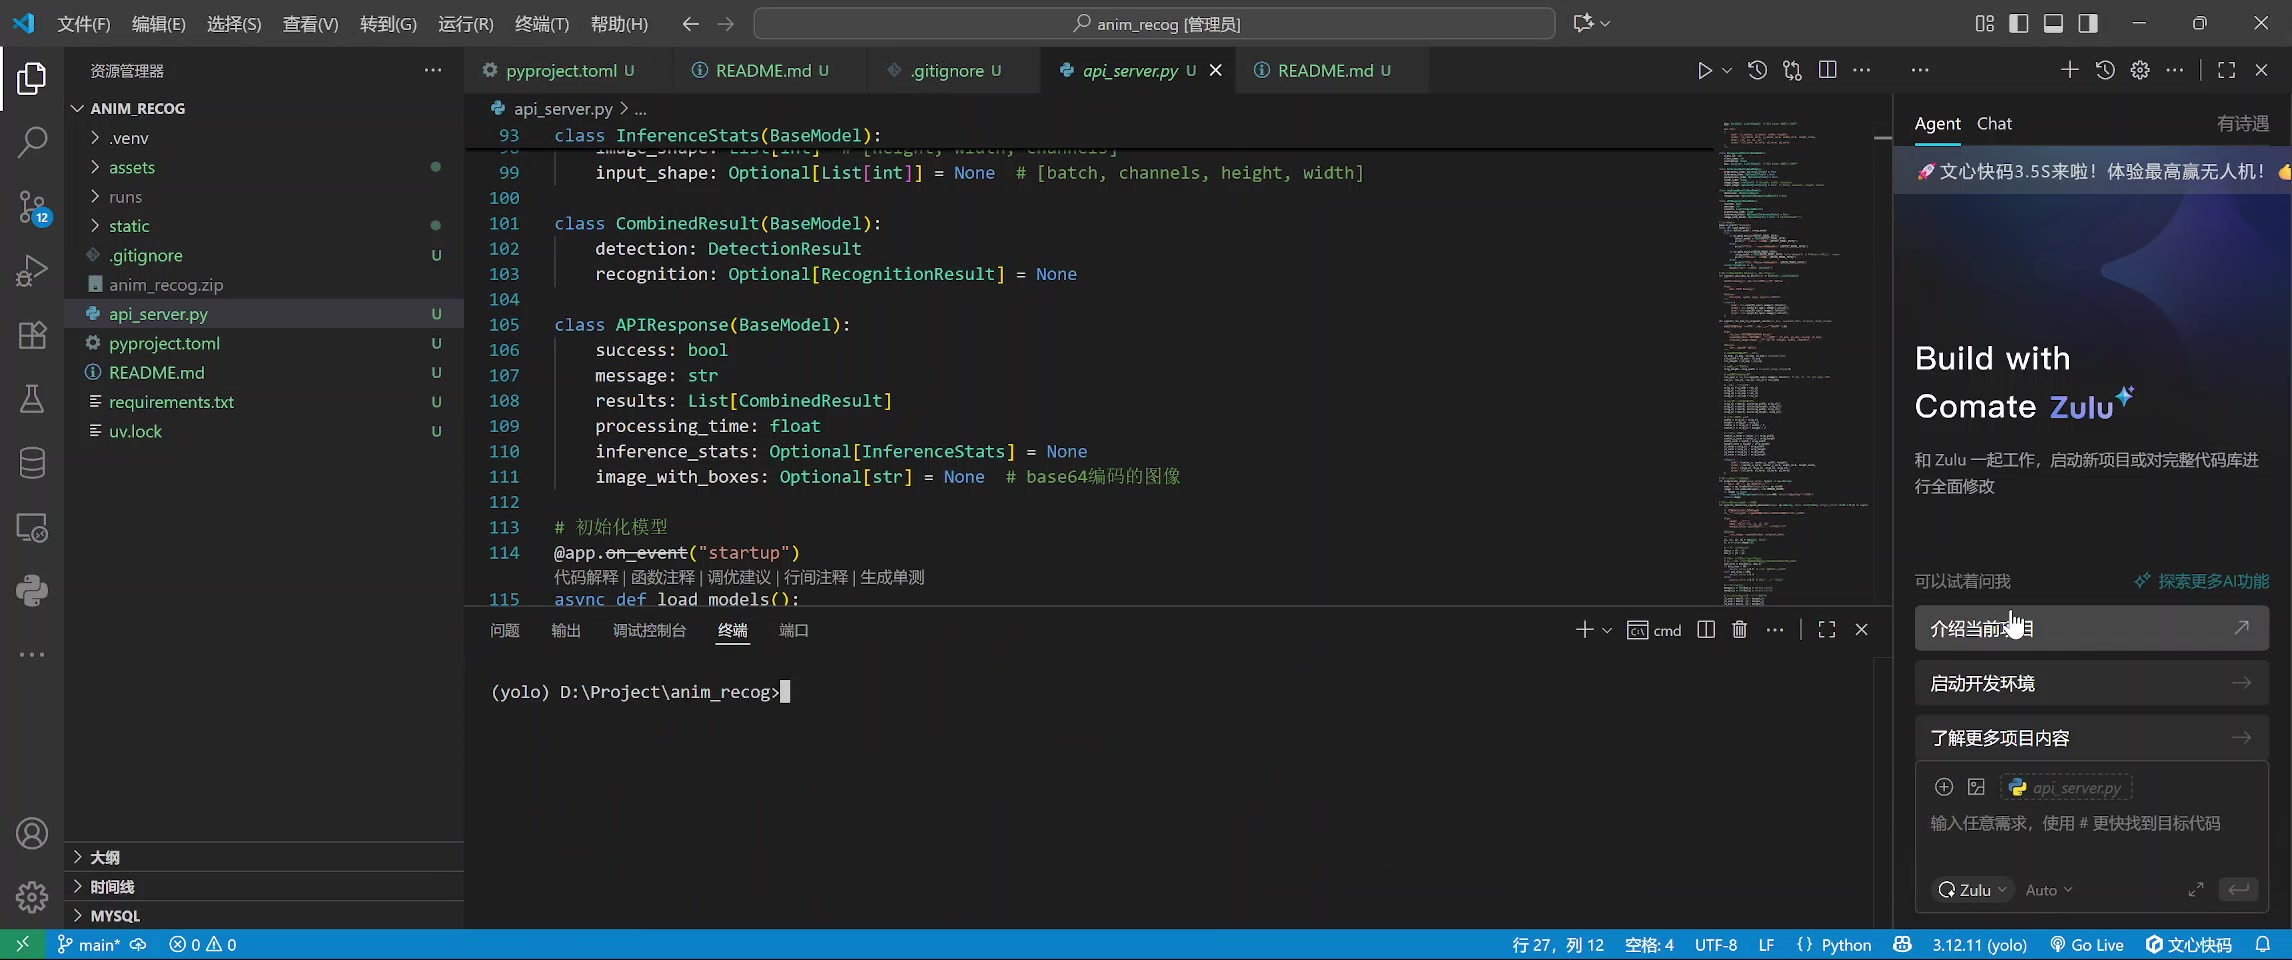 文件(F) 编辑(E) 选择(S) 查看(V) 转到(G) 运行(R) 终端(T) 帮助(H)
anim_recog [管理员]
资源管理器
ANIM_RECOG
.venv
assets
runs
static
.gitignore U
anim_recog.zip
api_server.py U
pyproject.toml U
README.md U
requirements.txt U
uv.lock U
12
大纲
时间线
MYSQL
pyproject.toml U
README.md U
.gitignore U
api_server.py U
README.md U
api_server.py > ...
93 class InferenceStats(BaseModel):
99 input_shape: Optional[List[int]] = None # [batch, channels, height, width]
100
101 class CombinedResult(BaseModel):
102 detection: DetectionResult
103 recognition: Optional[RecognitionResult] = None
104
105 class APIResponse(BaseModel):
106 success: bool
107 message: str
108 results: List[CombinedResult]
109 processing_time: float
110 inference_stats: Optional[InferenceStats] = None
111 image_with_boxes: Optional[str] = None # base64编码的图像
112
113 # 初始化模型
114 @app.on_event("startup")
代码解释 | 函数注释 | 调优建议 | 行间注释 | 生成单测
115 async def load_models():
问题 输出 调试控制台 终端 端口
cmd
(yolo) D:\Project\anim_recog>
Agent Chat
有诗遇
🚀文心快码3.5S来啦！体验最高赢无人机！
Build with
Comate Zulu
和 Zulu 一起工作，启动新项目或对完整代码库进
行全面修改
可以试着问我
探索更多AI功能
介绍当前项目
启动开发环境
了解更多项目内容
api_server.py
输入任意需求，使用 # 更快找到目标代码
Zulu
Auto
main*
0 0
行 27，列 12
空格: 4
UTF-8
LF
{} Python
3.12.11 (yolo)
Go Live
文心快码